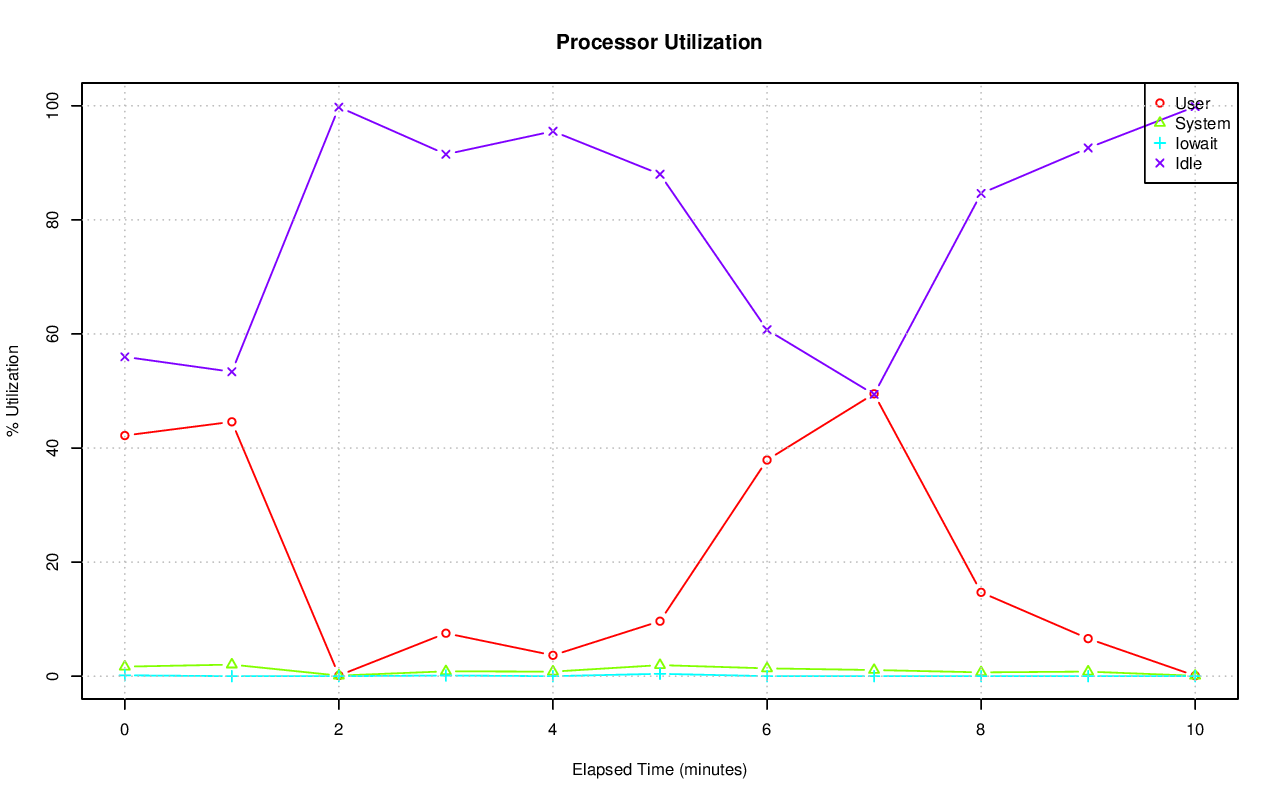 Processor Utilization
100
80
60
40
20
0
% Utilization
User
System
Iowait
Idle
0 2 4 6 8 10
Elapsed Time (minutes)